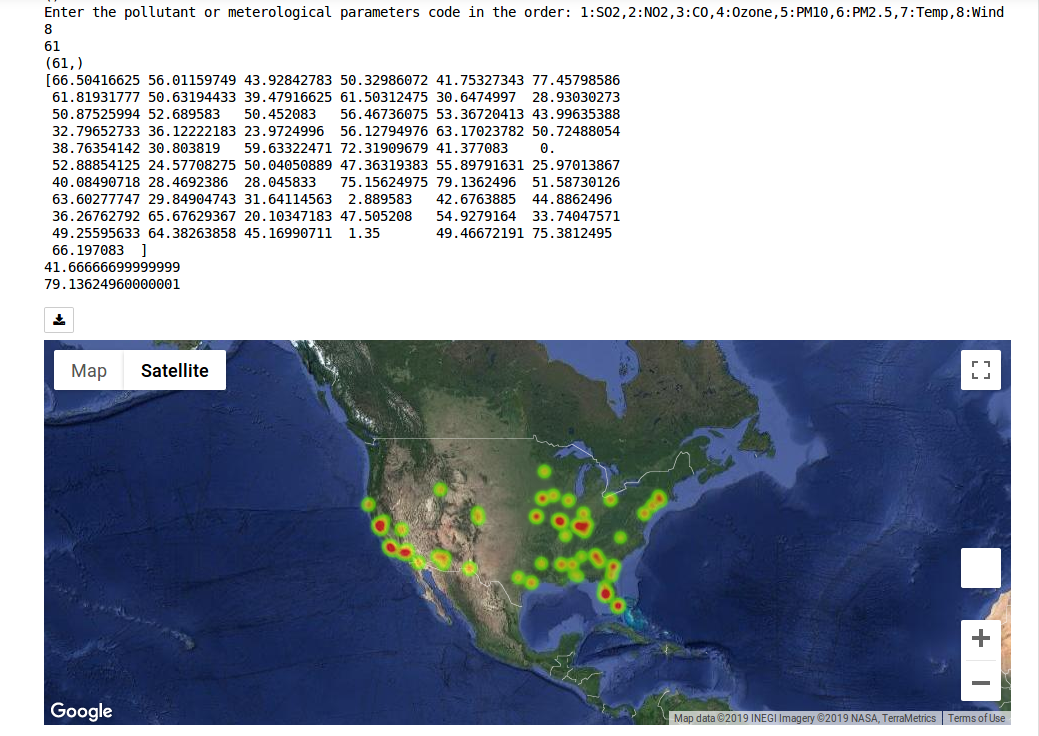 Enter the pollutant or meterological parameters code in the order: 1:SO2,2:NO2,3:CO,4:Ozone,5:PM10,6:PM2.5,7:Temp,8:Wind
8
61
(61,)
[66.50416625 56.01159749 43.92842783 50.32986072 41.75327343 77.45798586
61.81931777 50.63194433 39.47916625 61.50312475 30.6474997 28.93030273
50.87525994 52.689583 50.452083 56.46736075 53.36720413 43.99635388
32.79652733 36.12222183 23.9724996 56.12794976 63.17023782 50.72488054
38.76354142 30.803819 59.63322471 72.31909679 41.377083 0.
52.88854125 24.57708275 50.04050889 47.36319383 55.89791631 25.97013867
40.08490718 28.4692386 28.045833 75.15624975 79.1362496 51.58730126
63.60277747 29.84904743 31.64114563 2.889583 42.6763885 44.8862496
36.26762792 65.67629367 20.10347183 47.505208 54.9279164 33.74047571
49.25595633 64.38263858 45.16990711 1.35 49.46672191 75.3812495
66.197083 ]
41.66666699999999
79.13624960000001
Map Satellite
Google
Map data ©2019 INEGI Imagery ©2019 NASA, TerraMetrics Terms of Use